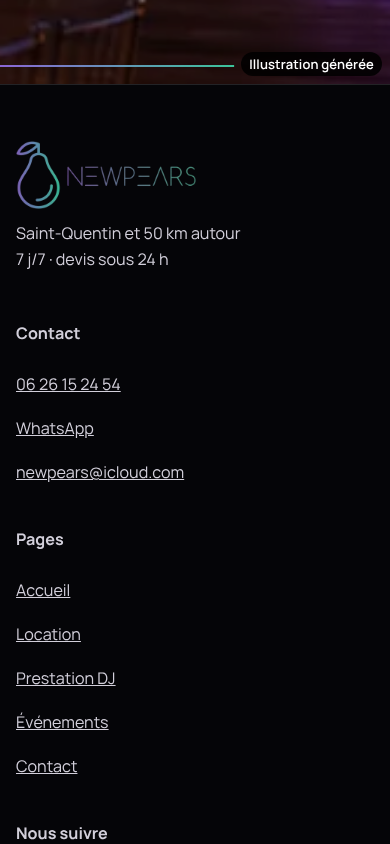 Illustration générée
NEWPEARS
Saint-Quentin et 50 km autour
7 j/7 · devis sous 24 h
Contact
06 26 15 24 54
WhatsApp
newpears@icloud.com
Pages
Accueil
Location
Prestation DJ
Événements
Contact
Nous suivre